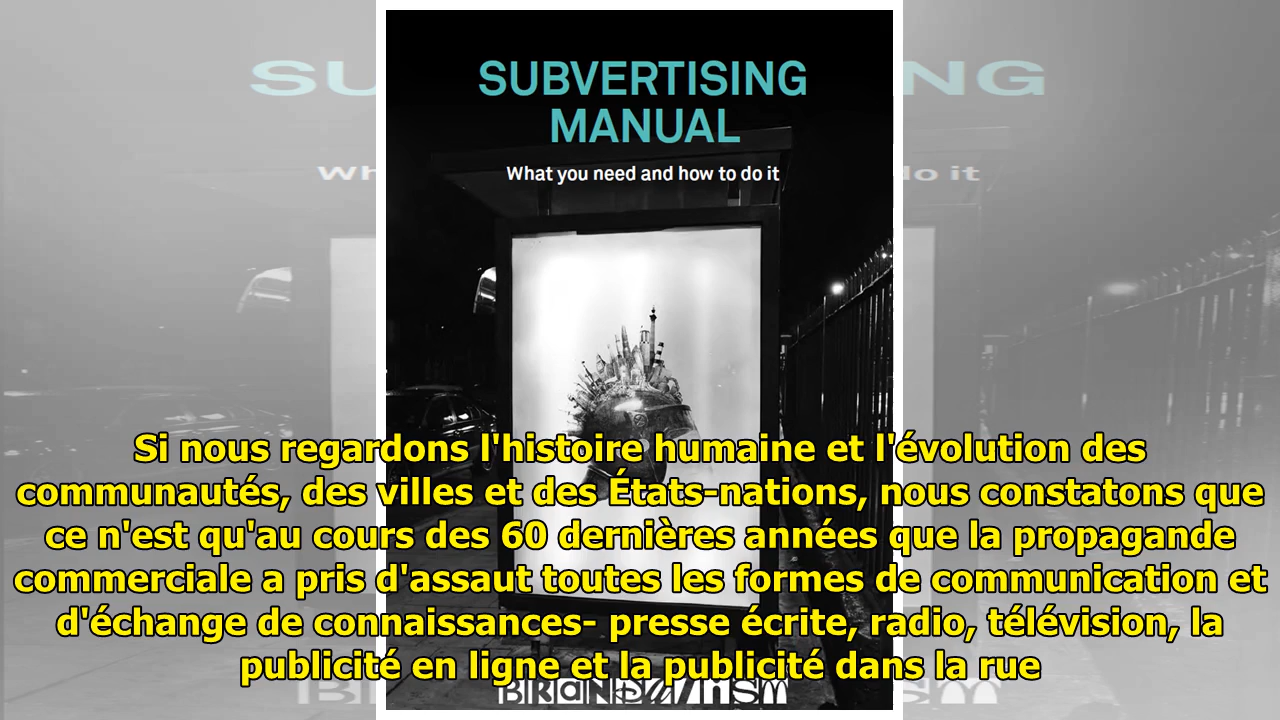 SUBVERTISING
MANUAL
What you need and how to do it
Si nous regardons l'histoire humaine et l'évolution des
communautés, des villes et des États-nations, nous constatons que
ce n'est qu'au cours des 60 dernières années que la propagande
commerciale a pris d'assaut toutes les formes de communication et
d'échange de connaissances- presse écrite, radio, télévision, la
publicité en ligne et la publicité dans la rue
BRANDALISM